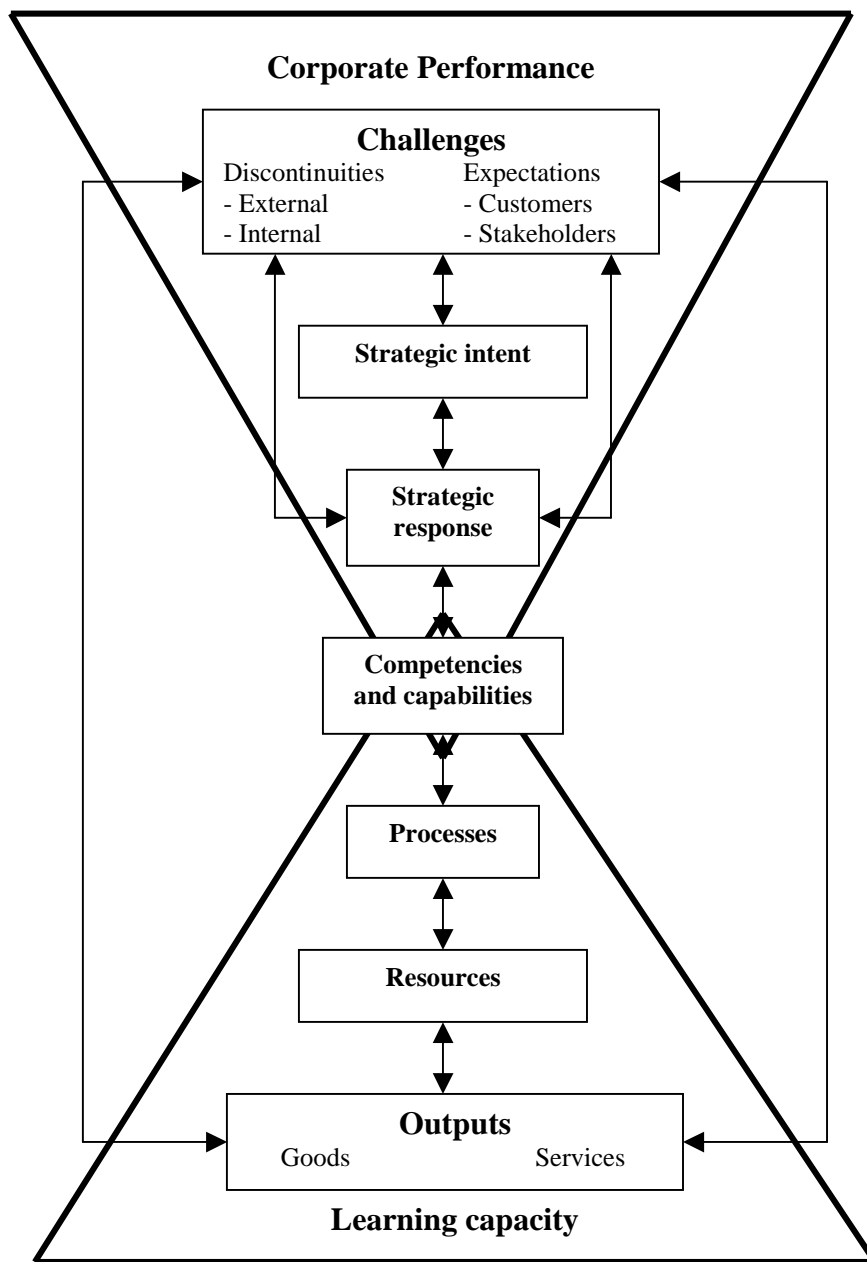 Corporate Performance
Challenges
Discontinuities Expectations
- External - Customers
- Internal - Stakeholders
Strategic intent
Strategic
response
Competencies
and capabilities
Processes
Resources
Outputs
Goods Services
Learning capacity